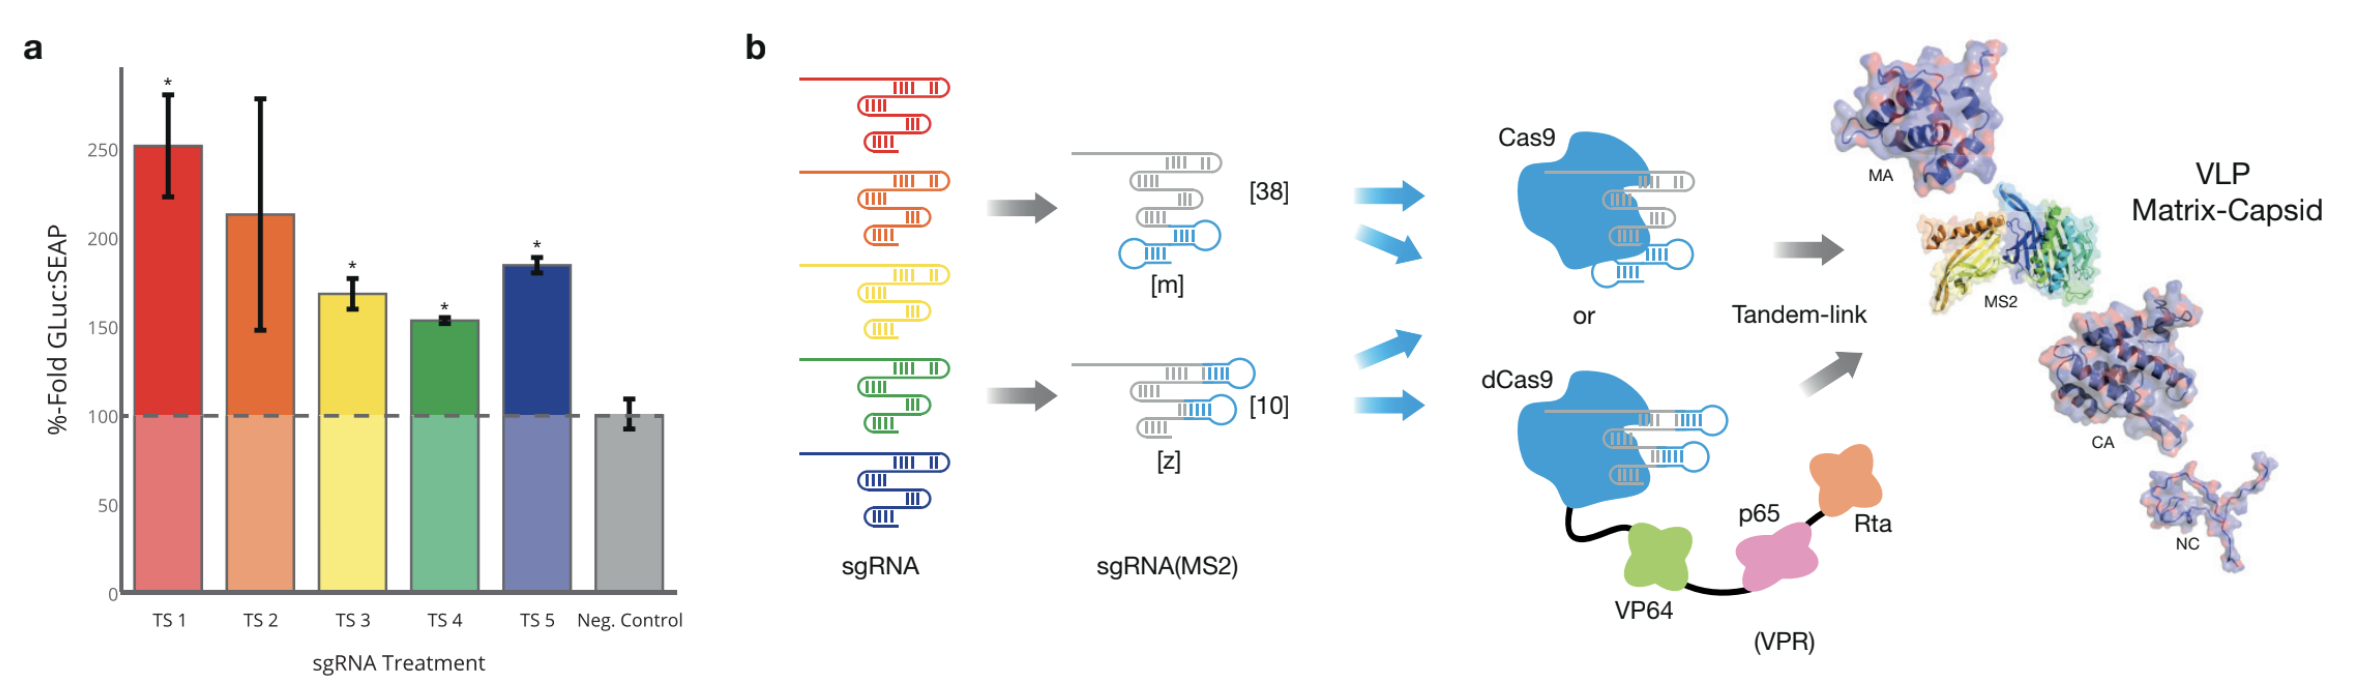 a
%-Fold GLuc:SEAP
250
200
150
100
50
0
*
*
*
*
TS 1 TS 2 TS 3 TS 4 TS 5 Neg. Control
sgRNA Treatment
b
sgRNA
[38]
[m]
[10]
[z]
sgRNA(MS2)
Cas9
or
dCas9
VP64
p65
Rta
(VPR)
Tandem-link
MA
MS2
CA
NC
VLP
Matrix-Capsid